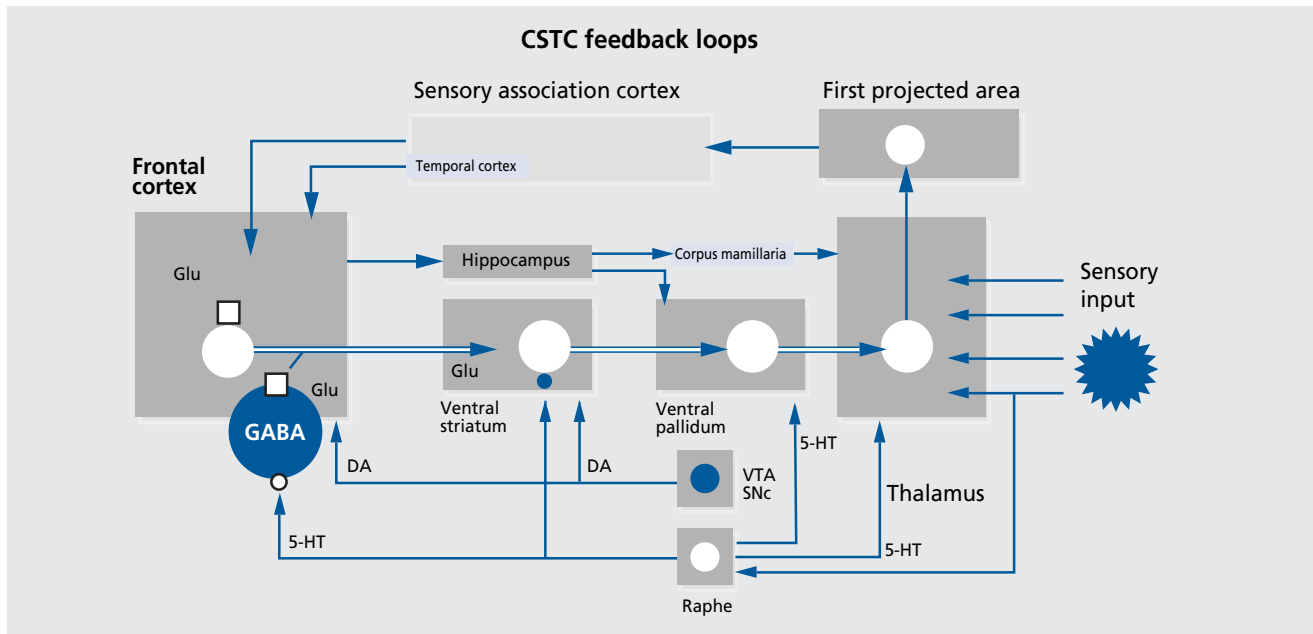 CSTC feedback loops
Sensory association cortex
First projected area
Temporal cortex
Frontal
cortex
Glu
Hippocampus
Corpus mamillaria
Sensory
input
Glu
Glu
GABA
Ventral
striatum
Ventral
pallidum
5-HT
DA
DA
VTA
SNc
Thalamus
5-HT
5-HT
Raphe